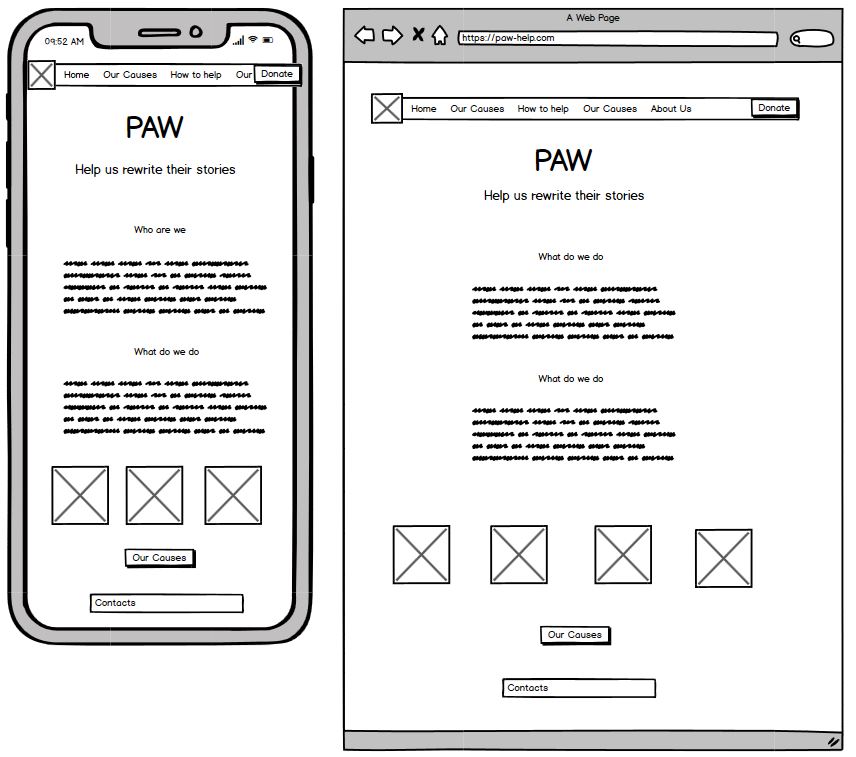 09:52 AM
Home Our Causes How to help Our Donate
PAW
Help us rewrite their stories
Who are we
What do we do
Our Causes
Contacts
A Web Page
https://paw-help.com
Home Our Causes How to help Our Causes About Us Donate
PAW
Help us rewrite their stories
What do we do
What do we do
Our Causes
Contacts